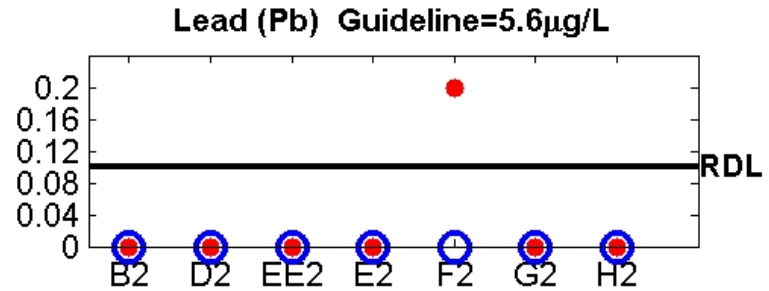 Lead (Pb) Guideline=5.6μg/L
0.2
0.16
0.12
0.08
0.04
0
RDL
B2 D2 EE2 E2 F2 G2 H2